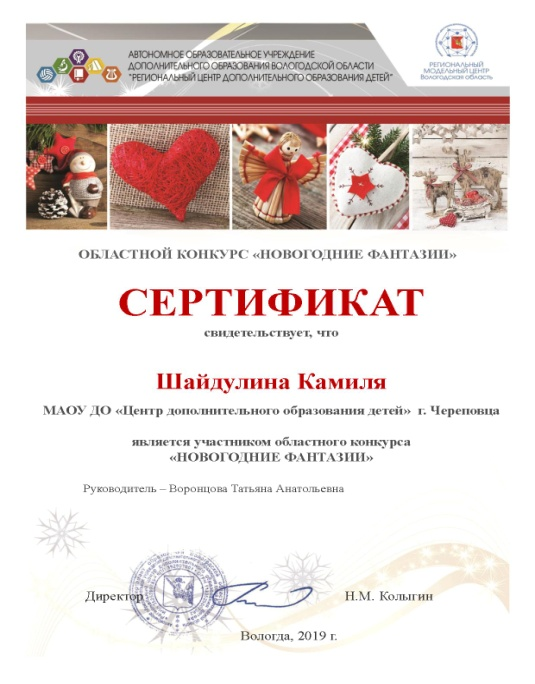 АВТОНОМНОЕ ОБРАЗОВАТЕЛЬНОЕ УЧРЕЖДЕНИЕ
ДОПОЛНИТЕЛЬНОГО ОБРАЗОВАНИЯ ВОЛОГОДСКОЙ ОБЛАСТИ
"РЕГИОНАЛЬНЫЙ ЦЕНТР ДОПОЛНИТЕЛЬНОГО ОБРАЗОВАНИЯ ДЕТЕЙ"
РЕГИОНАЛЬНЫЙ
МОДЕЛЬНЫЙ ЦЕНТР
Вологодская область
ОБЛАСТНОЙ КОНКУРС «НОВОГОДНИЕ ФАНТАЗИИ»
СЕРТИФИКАТ
свидетельствует, что
Шайдулина Камиля
МАОУ ДО «Центр дополнительного образования детей» г. Череповца
является участником областного конкурса
«НОВОГОДНИЕ ФАНТАЗИИ»
Руководитель – Воронцова Татьяна Анатольевна
Директор Н.М. Колыгин
Вологда, 2019 г.